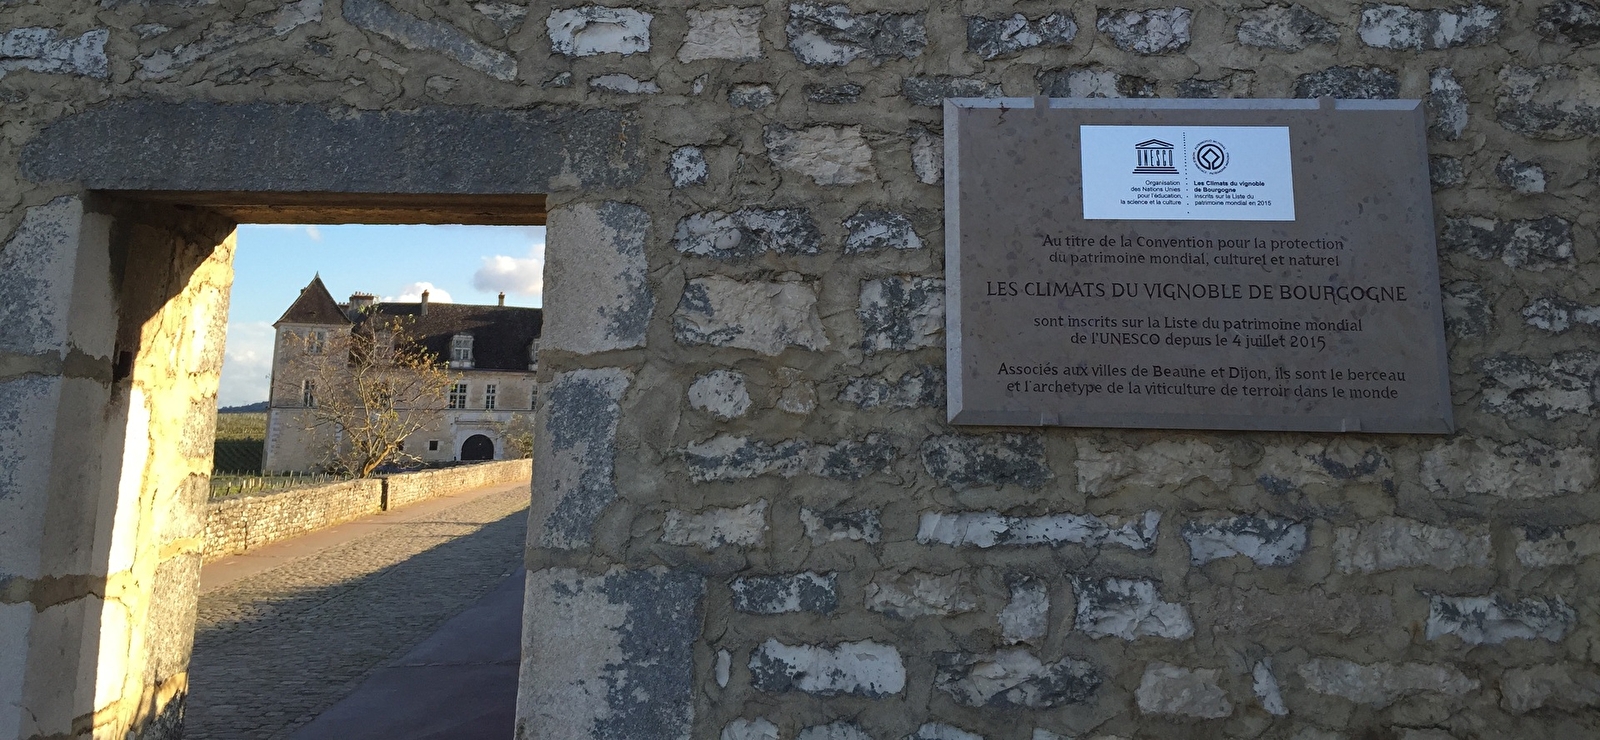 UNESCO
Organisation
des Nations Unies
pour l'éducation,
la science et la culture
Les Climats du vignoble
de Bourgogne
inscrits sur la Liste du
patrimoine mondial en 2015
Au titre de la Convention pour la protection
du patrimoine mondial, culturel et naturel
LES CLIMATS DU VIGNOBLE DE BOURGOGNE
sont inscrits sur la Liste du patrimoine mondial
de l'UNESCO depuis le 4 juillet 2015
Associés aux villes de Beaune et Dijon, ils sont le berceau
et l'archetype de la viticulture de terroir dans le monde